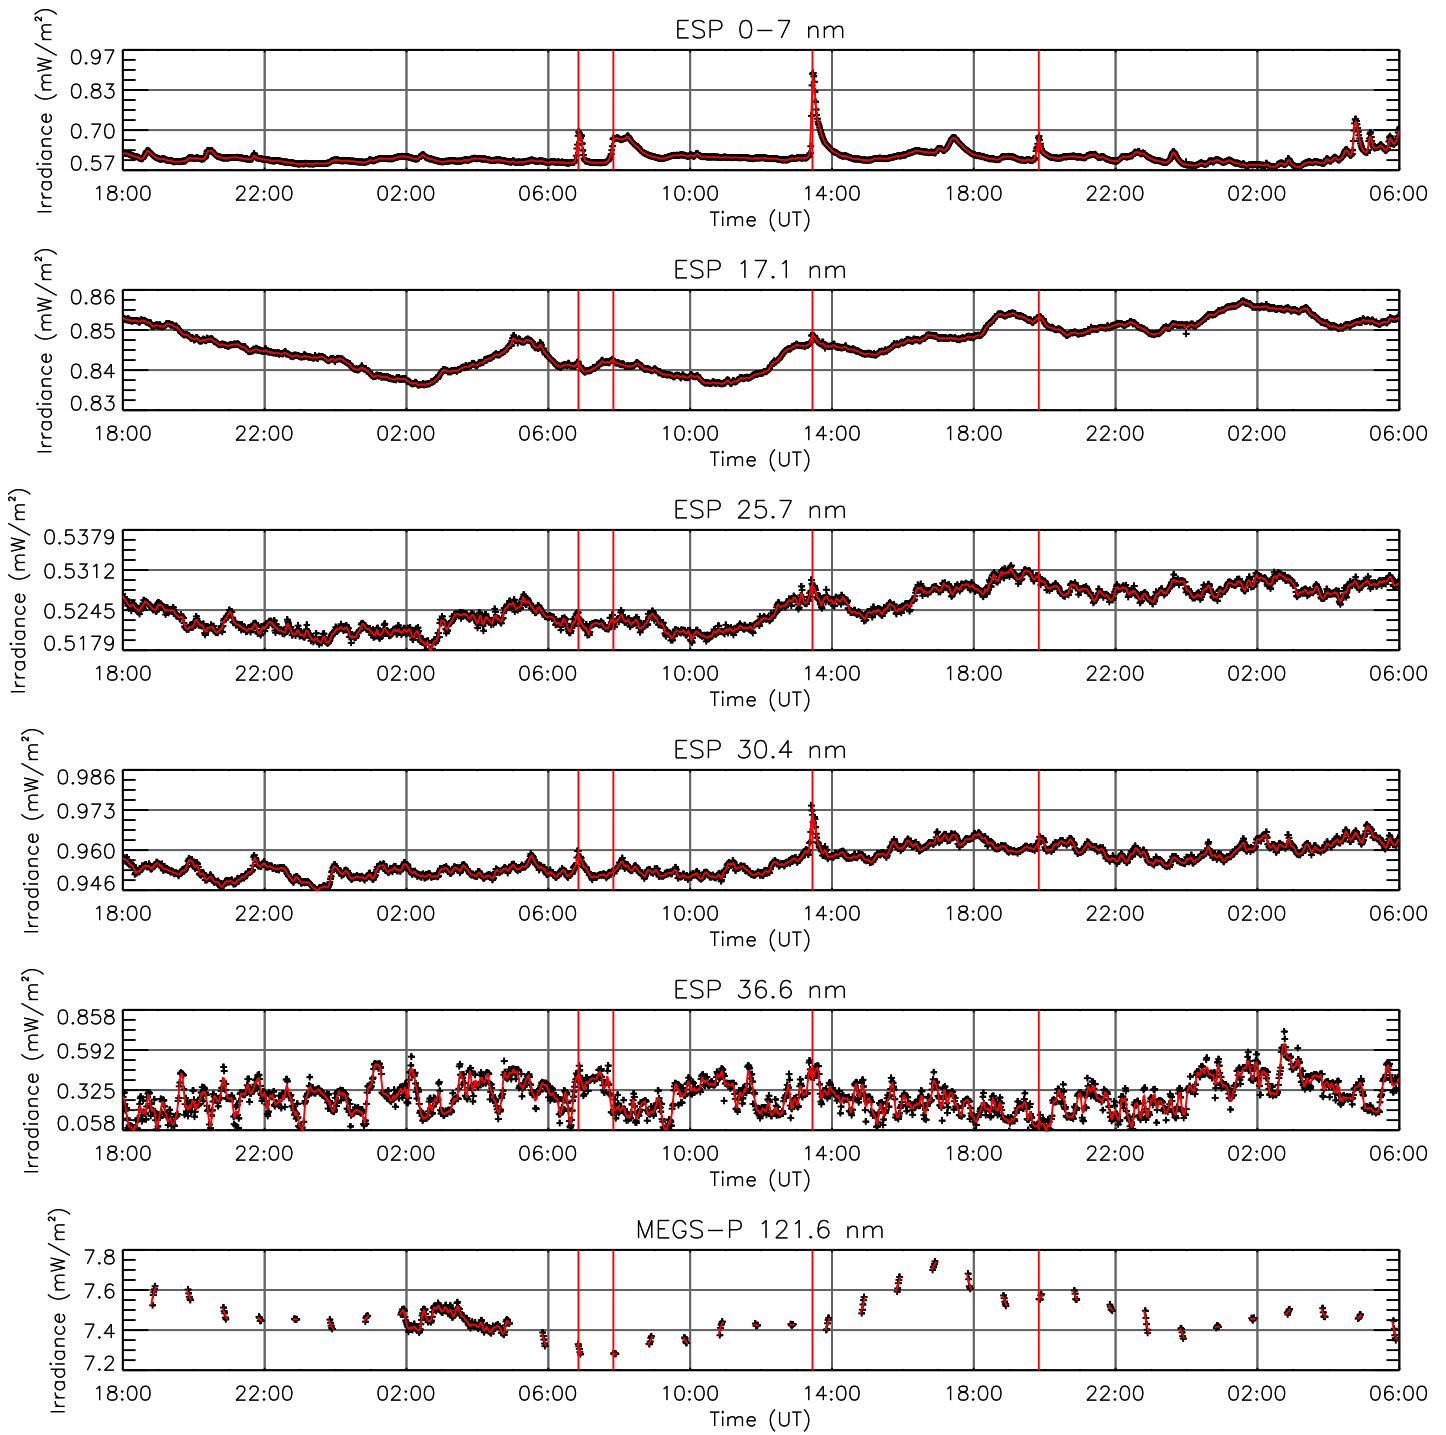 ESP 0-7 nm
Irradiance (mW/m²)
0.97
0.83
0.70
0.57
18:00 22:00 02:00 06:00 10:00 14:00 18:00 22:00 02:00 06:00
Time (UT)
ESP 17.1 nm
Irradiance (mW/m²)
0.86
0.85
0.84
0.83
18:00 22:00 02:00 06:00 10:00 14:00 18:00 22:00 02:00 06:00
Time (UT)
ESP 25.7 nm
Irradiance (mW/m²)
0.5379
0.5312
0.5245
0.5179
18:00 22:00 02:00 06:00 10:00 14:00 18:00 22:00 02:00 06:00
Time (UT)
ESP 30.4 nm
Irradiance (mW/m²)
0.986
0.973
0.960
0.946
18:00 22:00 02:00 06:00 10:00 14:00 18:00 22:00 02:00 06:00
Time (UT)
ESP 36.6 nm
Irradiance (mW/m²)
0.858
0.592
0.325
0.058
18:00 22:00 02:00 06:00 10:00 14:00 18:00 22:00 02:00 06:00
Time (UT)
MEGS-P 121.6 nm
Irradiance (mW/m²)
7.8
7.6
7.4
7.2
18:00 22:00 02:00 06:00 10:00 14:00 18:00 22:00 02:00 06:00
Time (UT)